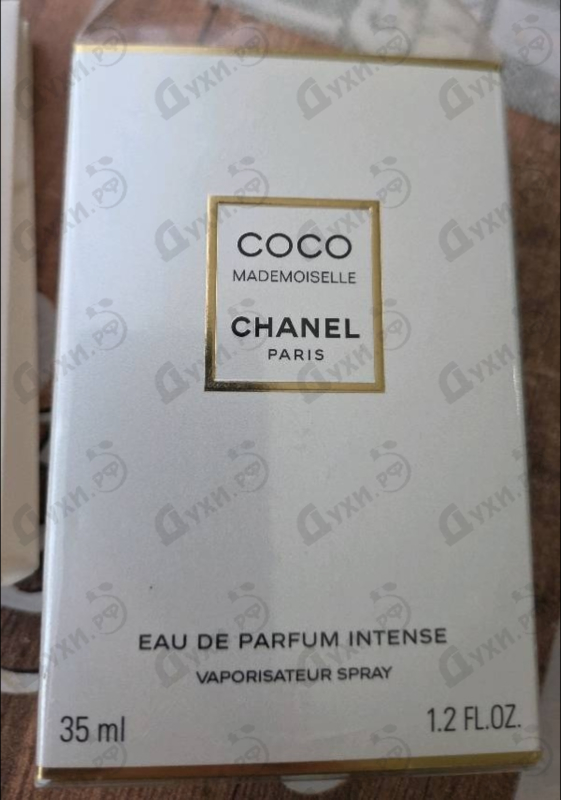 COCO
MADEMOISELLE
CHANEL
PARIS
EAU DE PARFUM INTENSE
VAPORISATEUR SPRAY
35 ml
1.2 FL.OZ.
Духи.рф